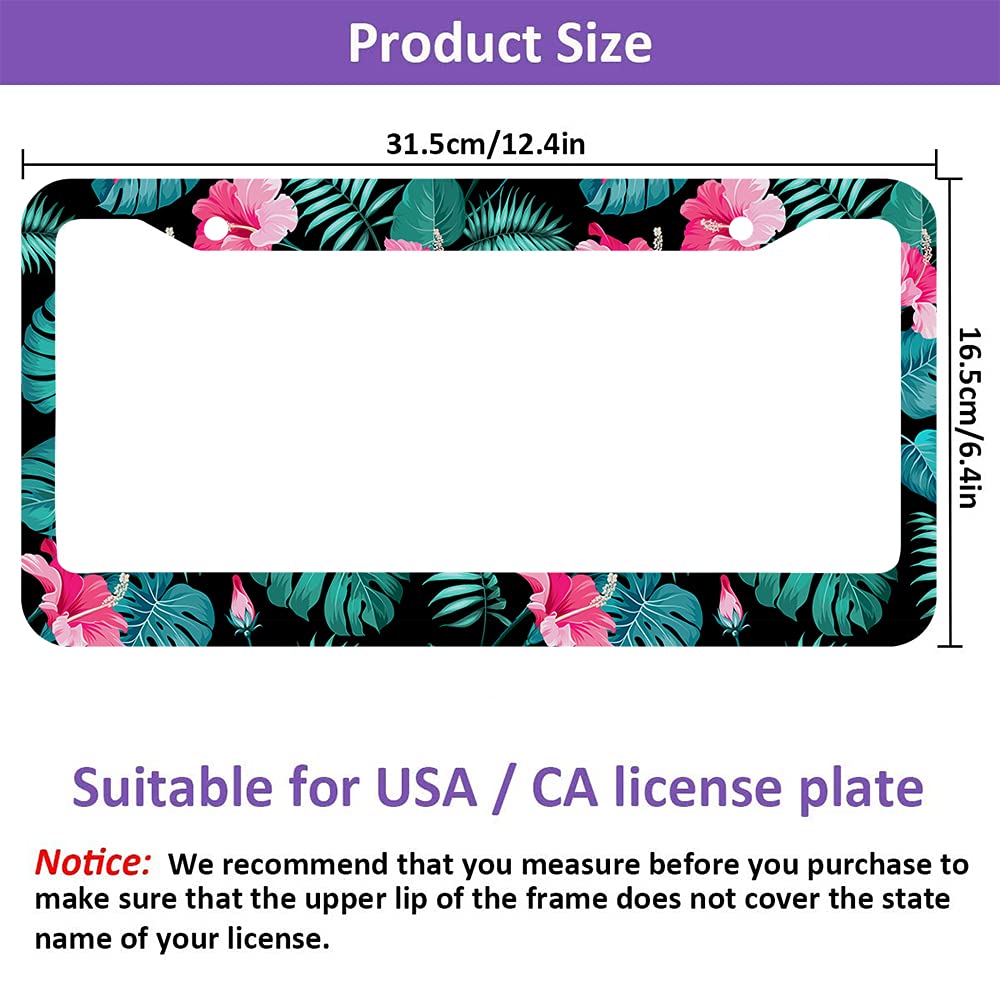 Product Size
31.5cm/12.4in
16.5cm/6.4in
Suitable for USA / CA license plate
Notice: We recommend that you measure before you purchase to
make sure that the upper lip of the frame does not cover the state
name of your license.